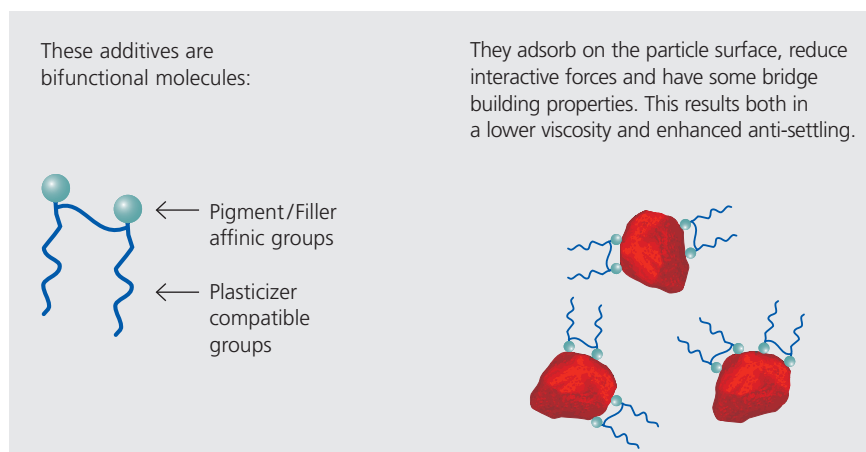 These additives are
bifunctional molecules:
Pigment/Filler
affinic groups
Plasticizer
compatible
groups
They adsorb on the particle surface, reduce
interactive forces and have some bridge
building properties. This results both in
a lower viscosity and enhanced anti-settling.